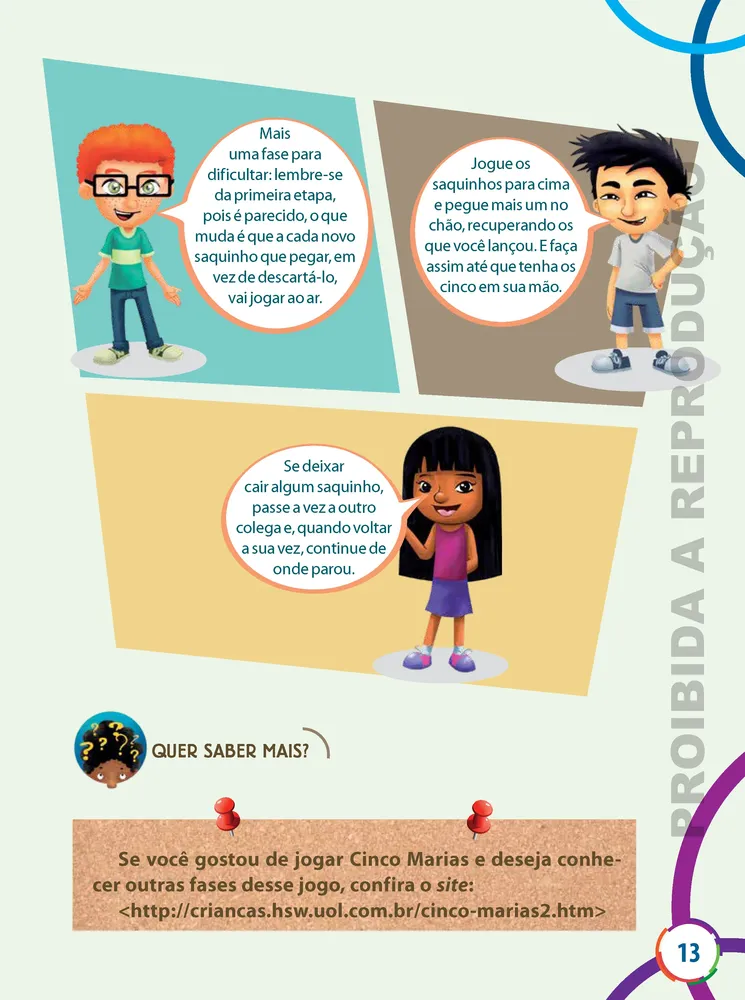 Mais
uma fase para
dificultar: lembre-se
da primeira etapa,
pois é parecido, o que
muda é que a cada novo
saquinho que pegar, em
vez de descartá-lo,
vai jogar ao ar.
Jogue os
saquinhos para cima
e pegue mais um no
chão, recuperando os
que você lançou. E faça
assim até que tenha os
cinco em sua mão.
Se deixar
cair algum saquinho,
passe a vez a outro
colega e, quando voltar
a sua vez, continue de
onde parou.
QUER SABER MAIS?
Se você gostou de jogar Cinco Marias e deseja conhe-
cer outras fases desse jogo, confira o site:
<http://criancas.hsw.uol.com.br/cinco-marias2.htm>
PROIBIDA A REPRODUÇÃO
13